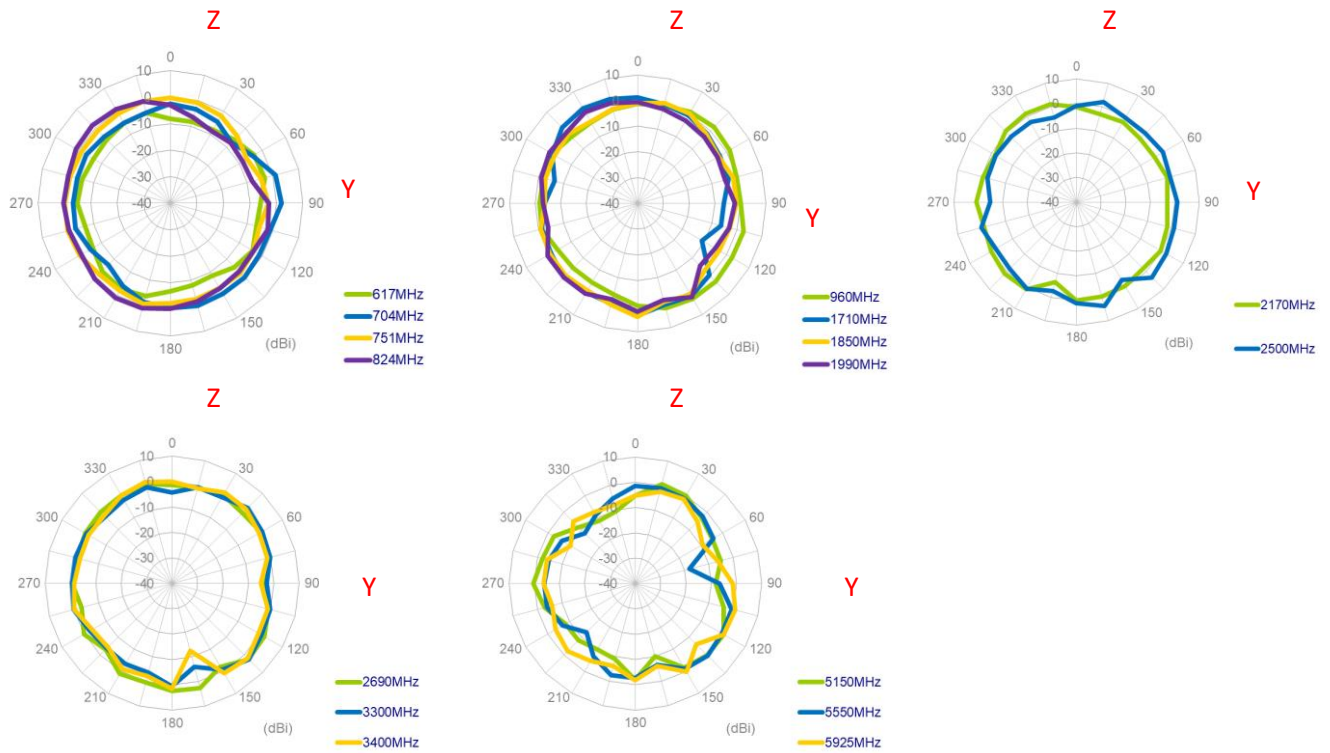 Z
0
10
330
30
0
-10
300
60
-20
-30
270
-40
90
Y
240
120
210
150
180
(dBi)
617MHz
704MHz
751MHz
824MHz
Z
0
10
330
30
0
-10
300
60
-20
-30
270
-40
90
Y
240
120
210
150
180
(dBi)
960MHz
1710MHz
1850MHz
1990MHz
Z
0
10
330
30
0
-10
300
60
-20
-30
270
-40
90
Y
240
120
210
150
180
(dBi)
2170MHz
2500MHz
Z
0
10
330
30
0
-10
300
60
-20
-30
270
-40
90
Y
240
120
210
150
180
(dBi)
2690MHz
3300MHz
3400MHz
Z
0
10
330
30
0
-10
300
60
-20
-30
270
-40
90
Y
240
120
210
150
180
(dBi)
5150MHz
5550MHz
5925MHz